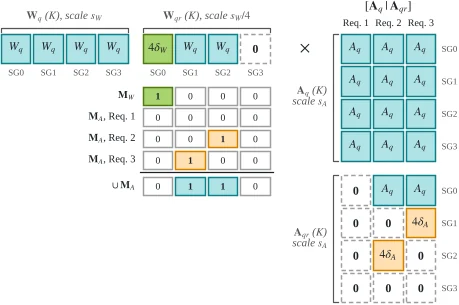 W_q (K), scale s_W
W_q W_q W_q W_q
SG0 SG1 SG2 SG3
W_qr (K), scale s_W/4
4δ_W W_q W_q 0
SG0 SG1 SG2 SG3
M_W 1 0 0 0
M_A, Req. 1 0 0 0 0
M_A, Req. 2 0 0 1 0
M_A, Req. 3 0 1 0 0
∪ M_A 0 1 1 0
×
[A_q | A_qr]
Req. 1 Req. 2 Req. 3
A_q (K)
scale s_A
A_q A_q A_q SG0
A_q A_q A_q SG1
A_q A_q A_q SG2
A_q A_q A_q SG3
A_qr (K)
scale s_A
0 A_q A_q SG0
0 0 4δ_A SG1
0 4δ_A 0 SG2
0 0 0 SG3